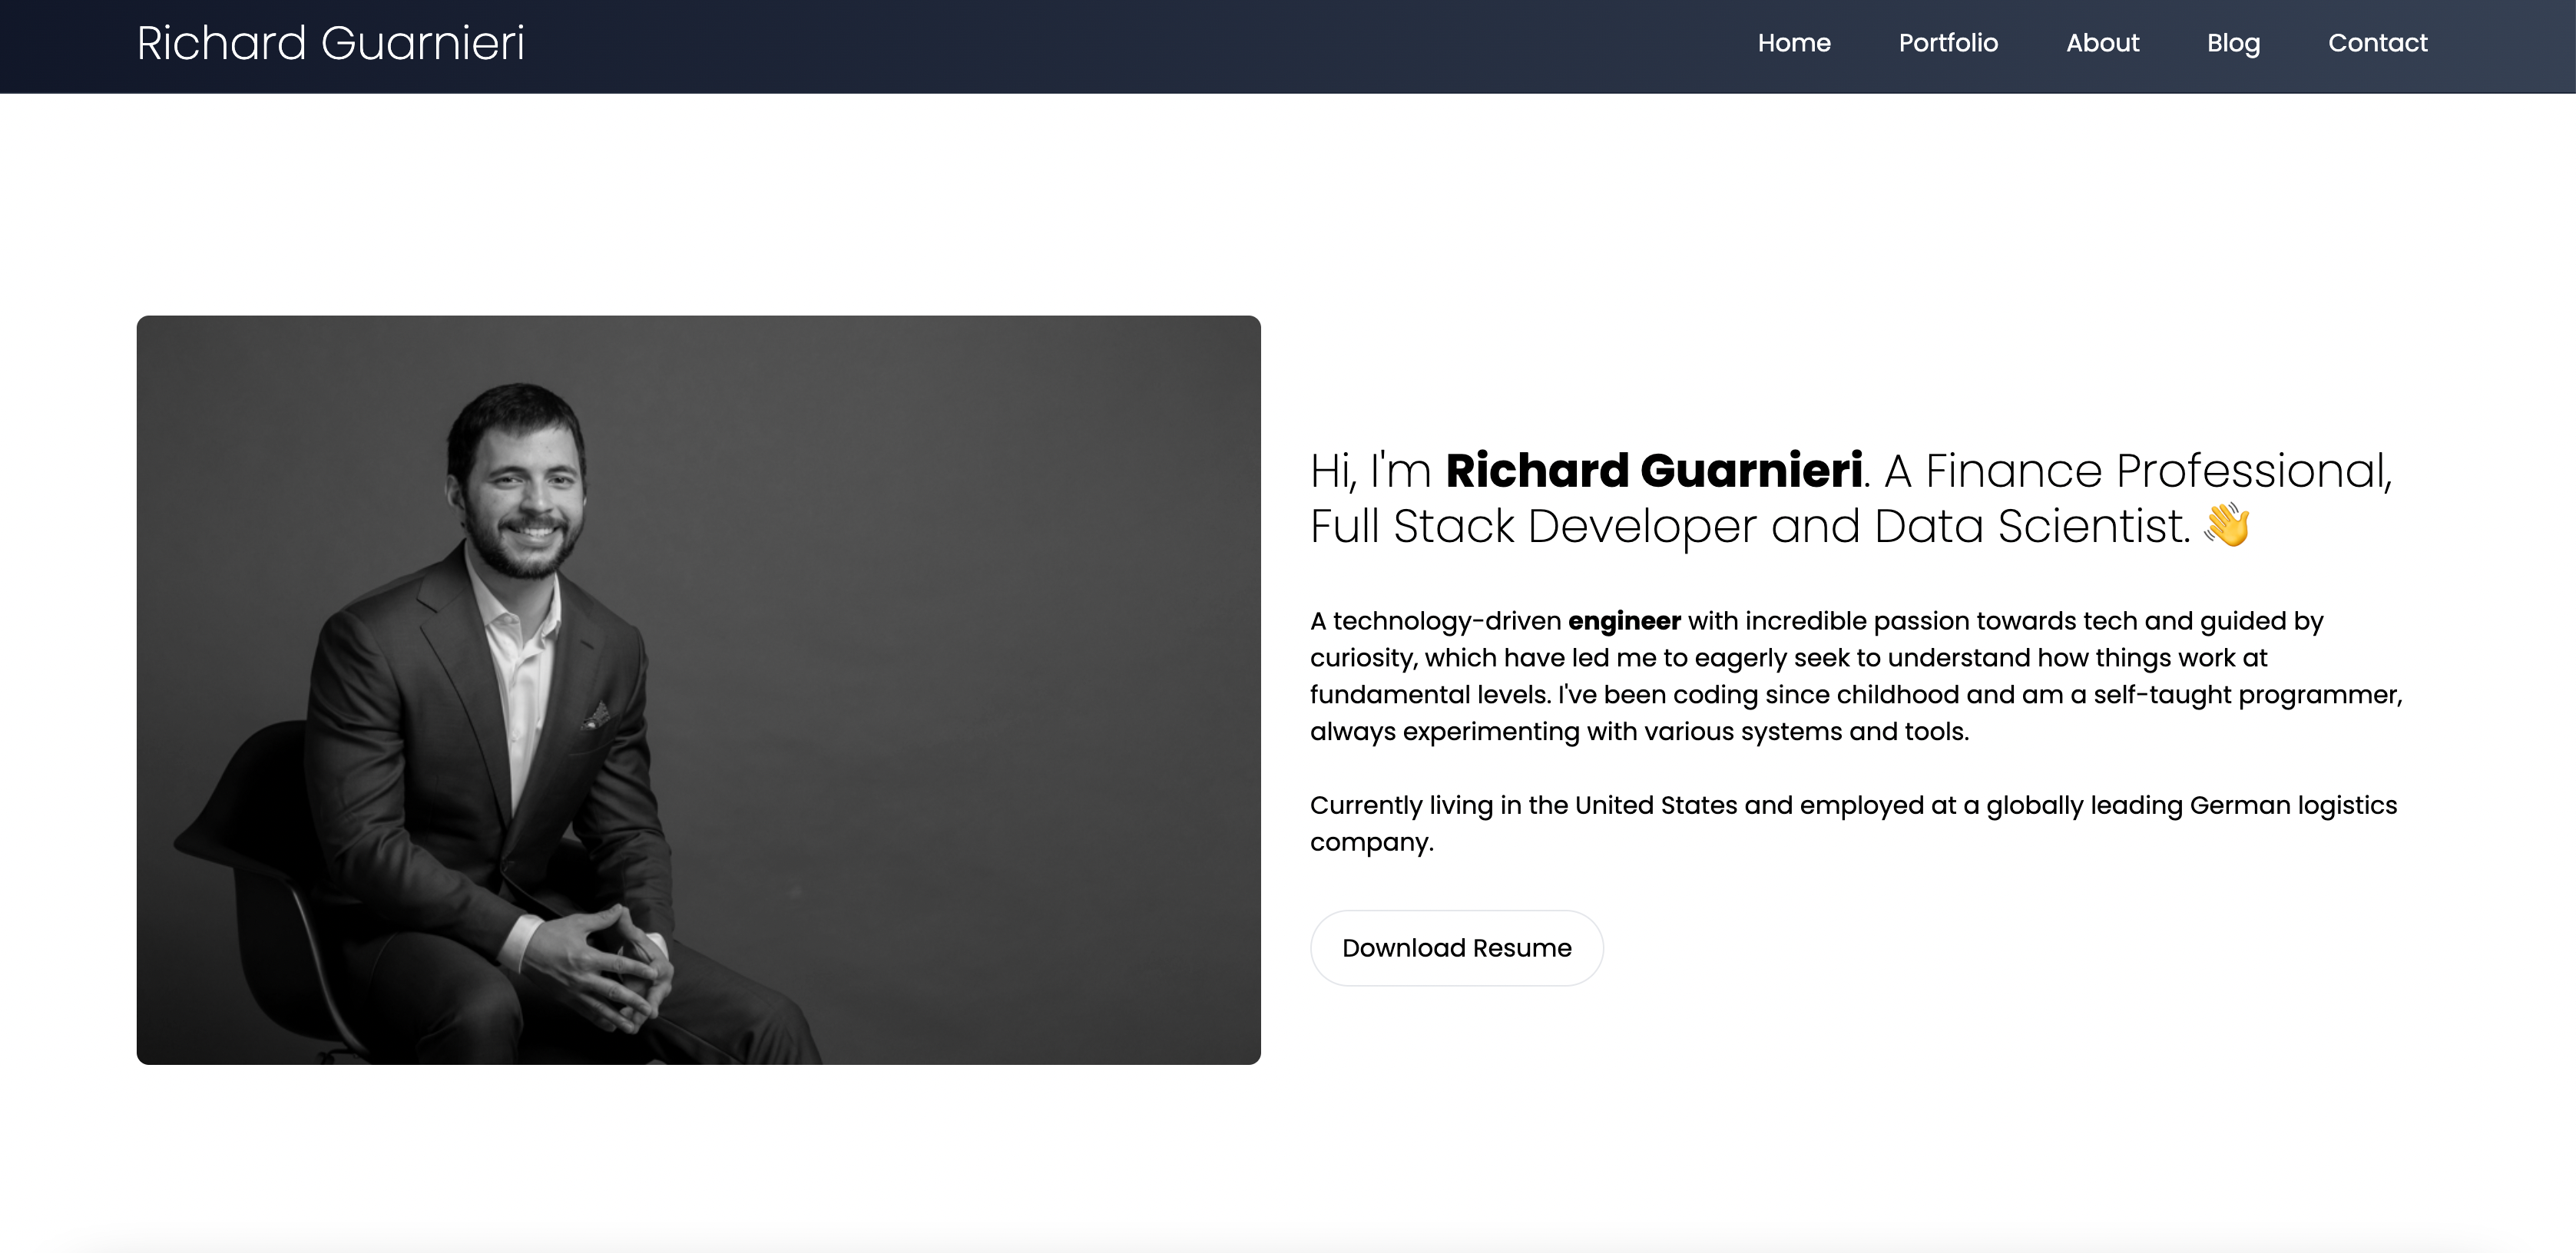 Richard Guarnieri
Home Portfolio About Blog Contact
Hi, I'm Richard Guarnieri. A Finance Professional,
Full Stack Developer and Data Scientist. 👋
A technology-driven engineer with incredible passion towards tech and guided by
curiosity, which have led me to eagerly seek to understand how things work at
fundamental levels. I've been coding since childhood and am a self-taught programmer,
always experimenting with various systems and tools.
Currently living in the United States and employed at a globally leading German logistics
company.
Download Resume